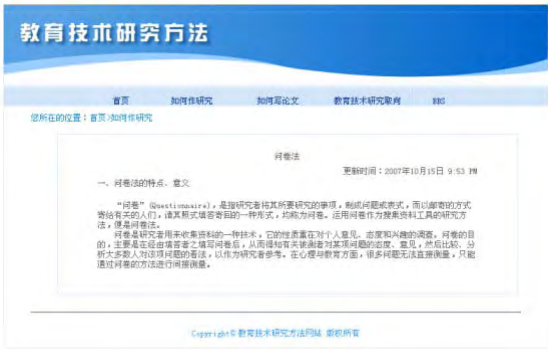 教育技术研究方法
首页 如何作研究 如何写论文 教育技术研究取向 BBS
您所在的位置：首页>如何作研究
问卷法
更新时间：2007年10月15日 9:53 PM
一、问卷法的特点、意义
“问卷”(Questionnaire)，是指研究者将其所要研究的事项，制成问题或表式，而以邮寄的方式
寄给有关的人们，请其照式填答寄回的一种形式，均称为问卷。运用问卷作为搜集资料工具的研究方
法，便是问卷法。
问卷是研究者用来收集资料的一种技术，它的性质重在对个人意见、态度和兴趣的调查。问卷的目
的，主要是在经由填答者之填写问卷后，从而得知有关被测者对某项问题的态度、意见，然后比较、分
析大多数人对该项问题的看法，以作为研究者参考。在心理与教育方面，很多问题无法直接衡量，只能
通过问卷的方法进行间接测量。
Copyright© 教育技术研究方法网站 版权所有